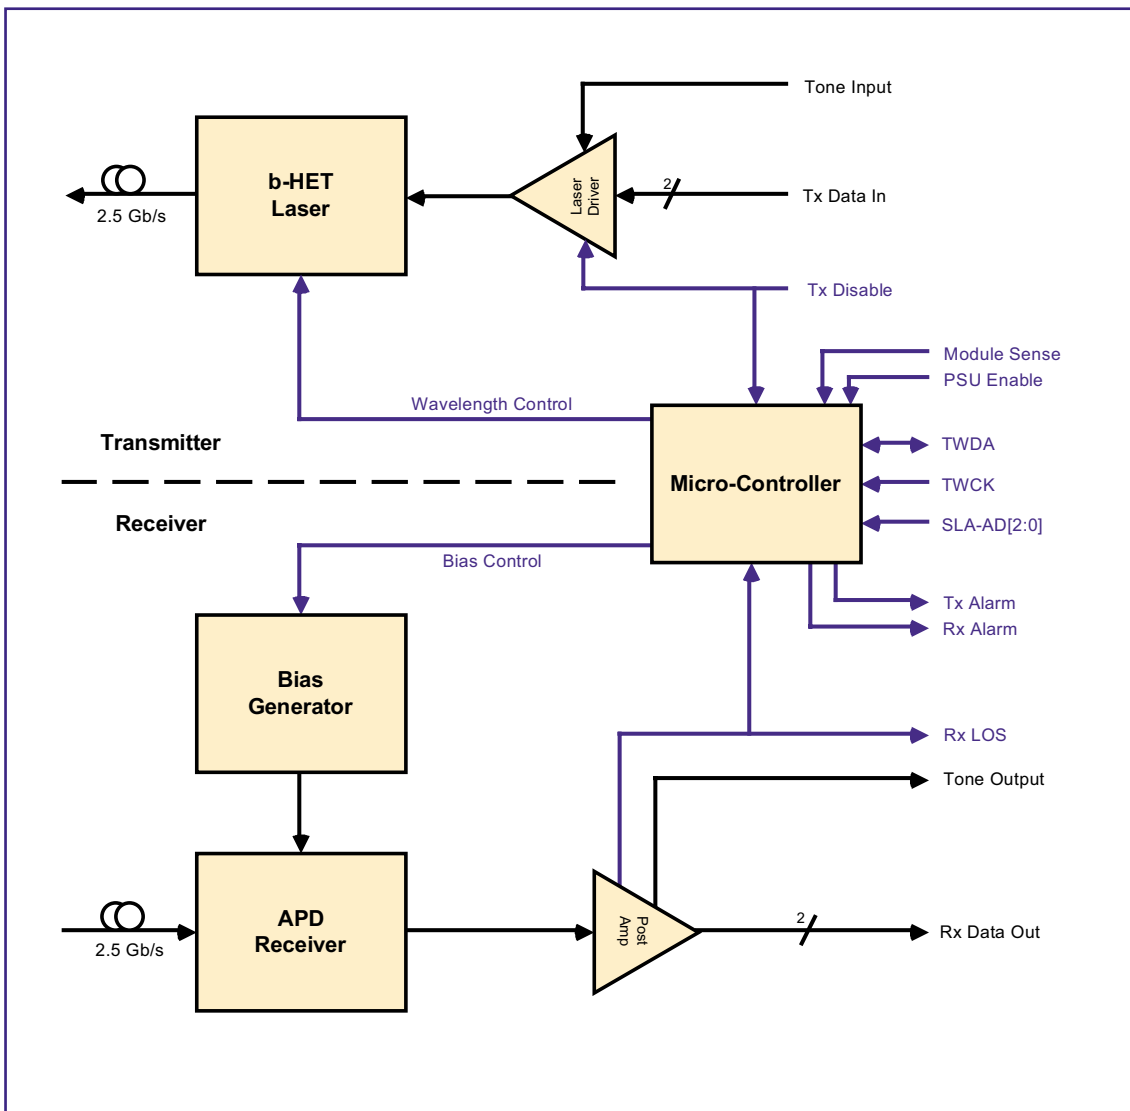 Tone Input
b-HET
Laser
2.5 Gb/s
Laser
Driver
2
Tx Data In
Tx Disable
Module Sense
PSU Enable
Wavelength Control
Transmitter
Micro-Controller
TWDA
TWCK
SLA-AD[2:0]
Receiver
Bias Control
Tx Alarm
Rx Alarm
Bias
Generator
Rx LOS
Tone Output
APD
Receiver
2.5 Gb/s
Post
Amp
2
Rx Data Out